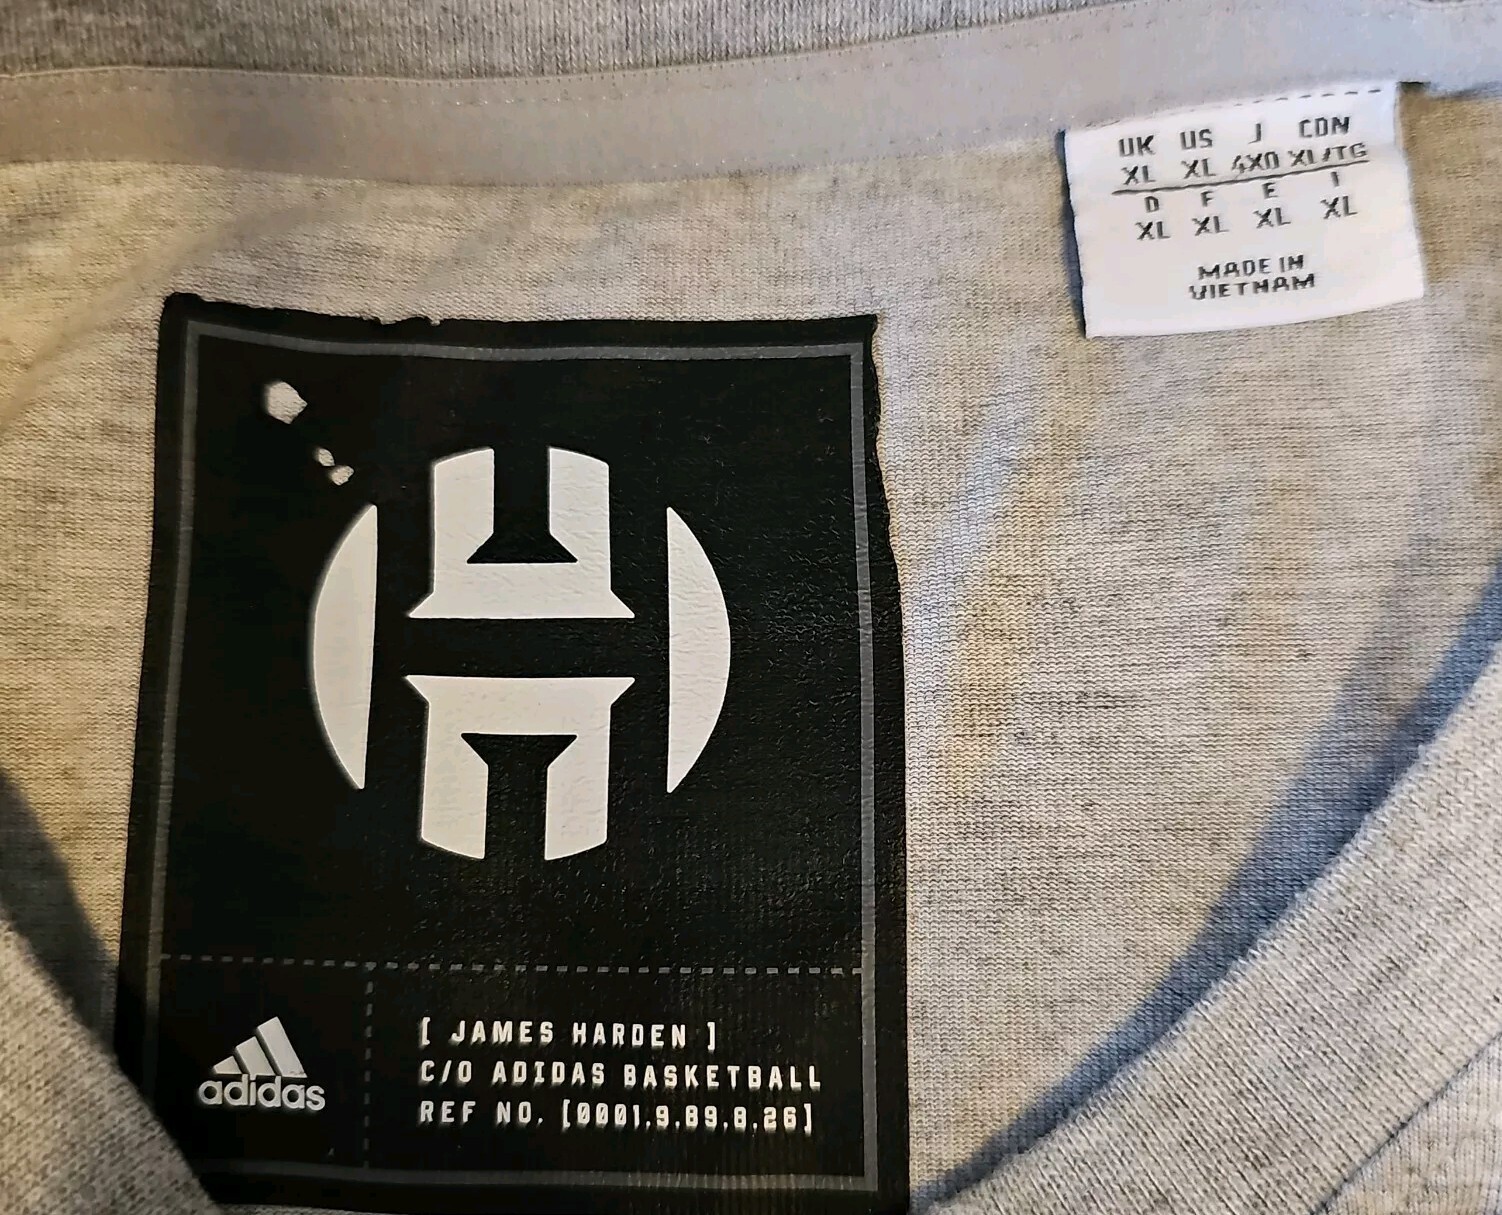 UK US J CDN
XL XL 4XO XL/TG
D F E I
XL XL XL XL
MADE IN
VIETNAM
adidas
[ JAMES HARDEN ]
C/O ADIDAS BASKETBALL
REF NO. [0001.9.89.8.26]